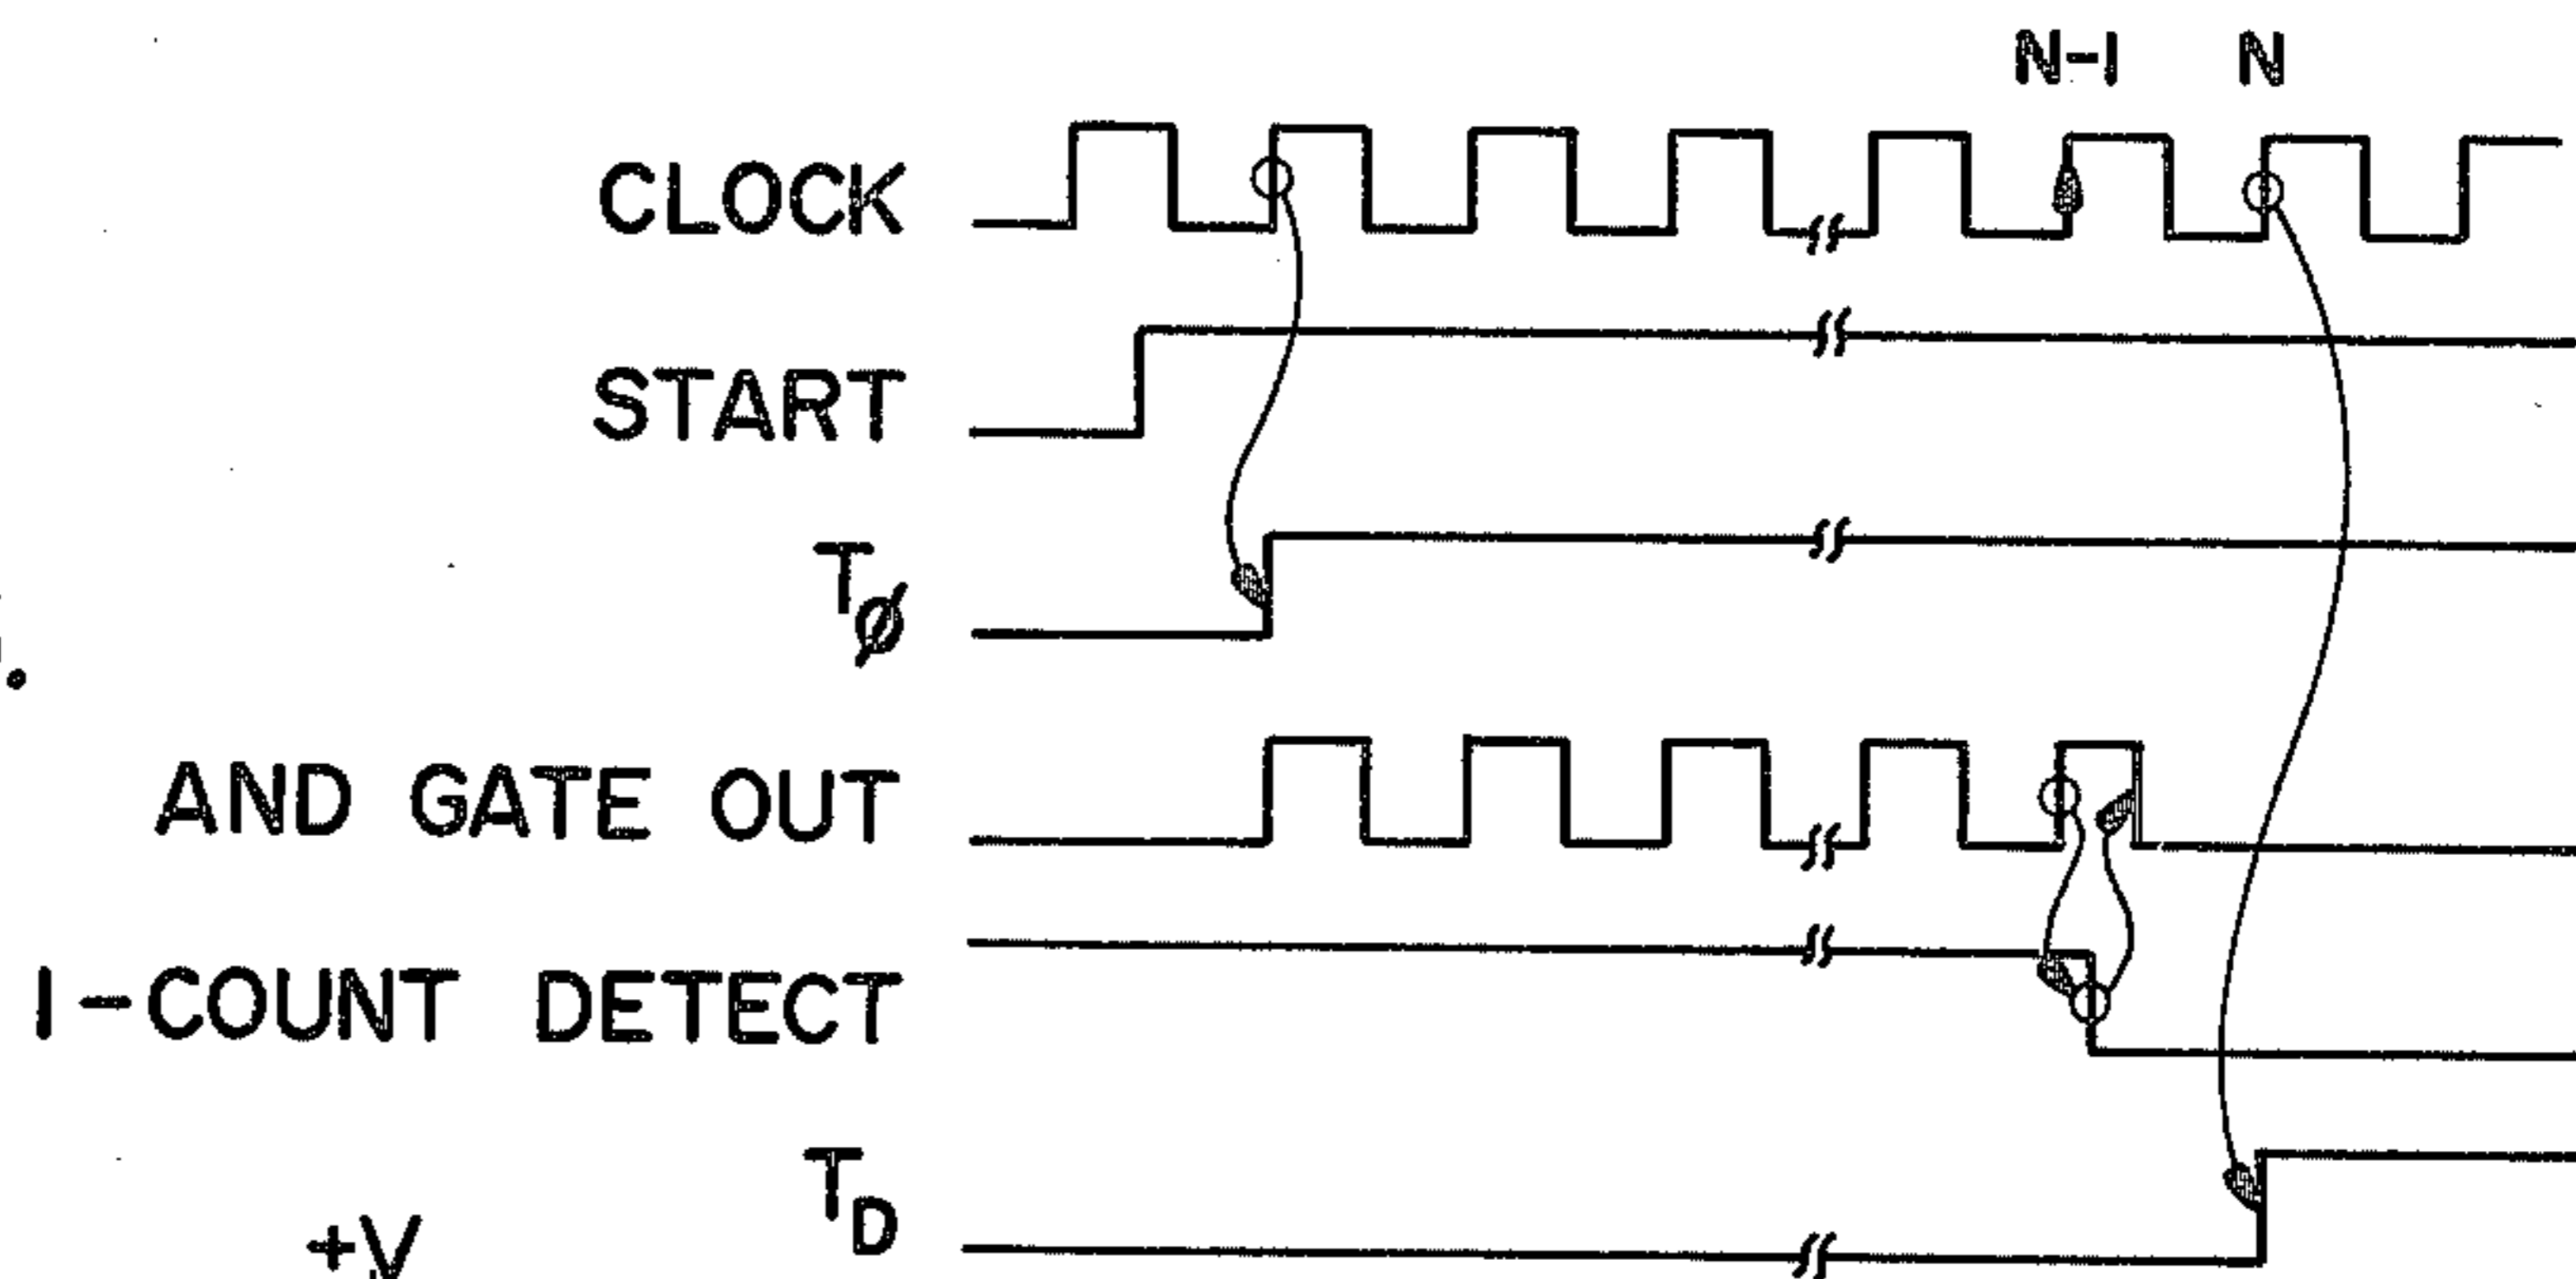 N-1 N
CLOCK
START
TØ
AND GATE OUT
1-COUNT DETECT
TD
+V